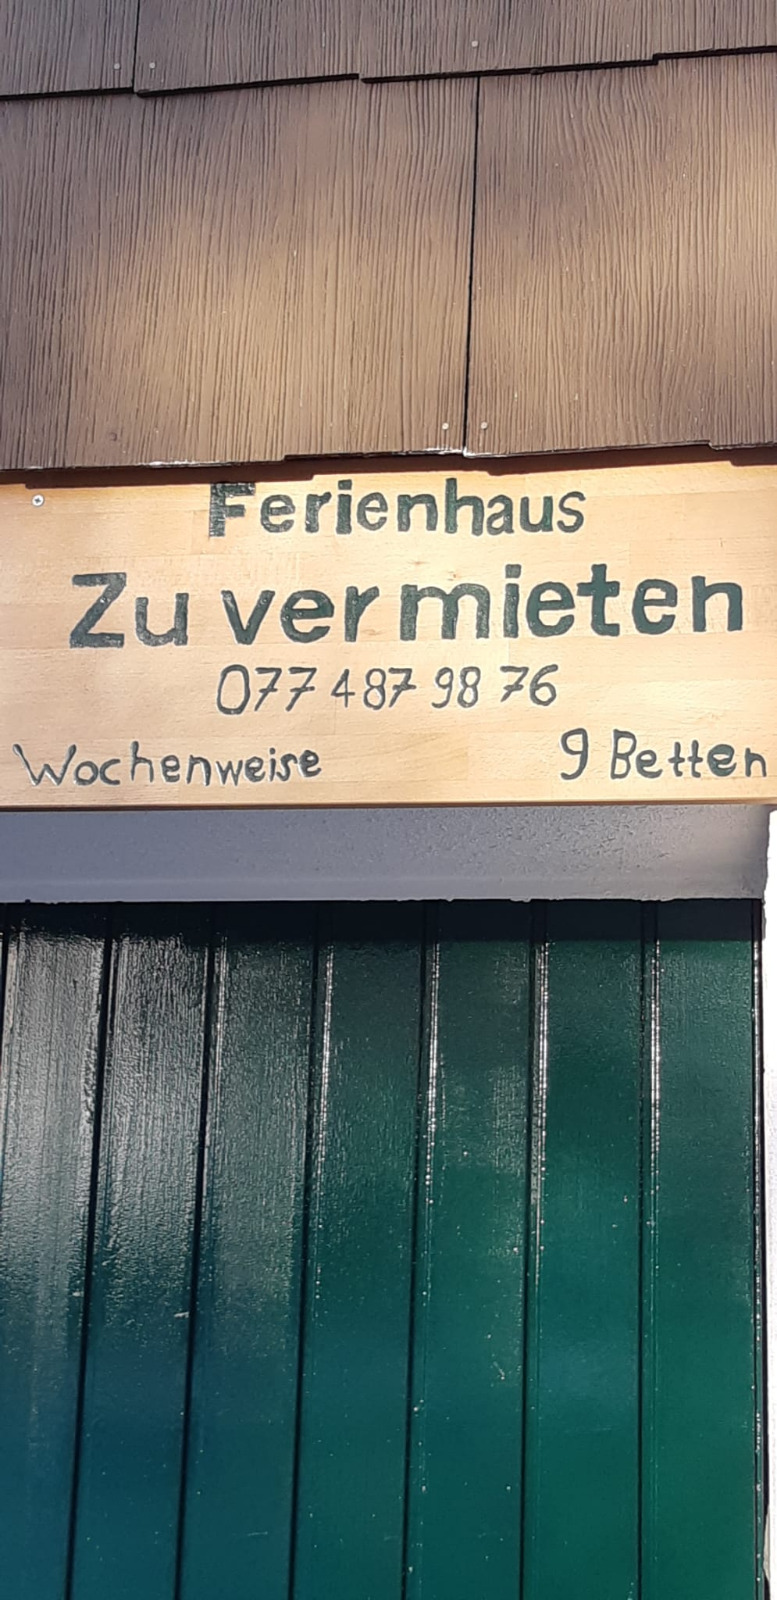 Ferienhaus
Zu vermieten
077 487 98 76
Wochenweise 9 Betten